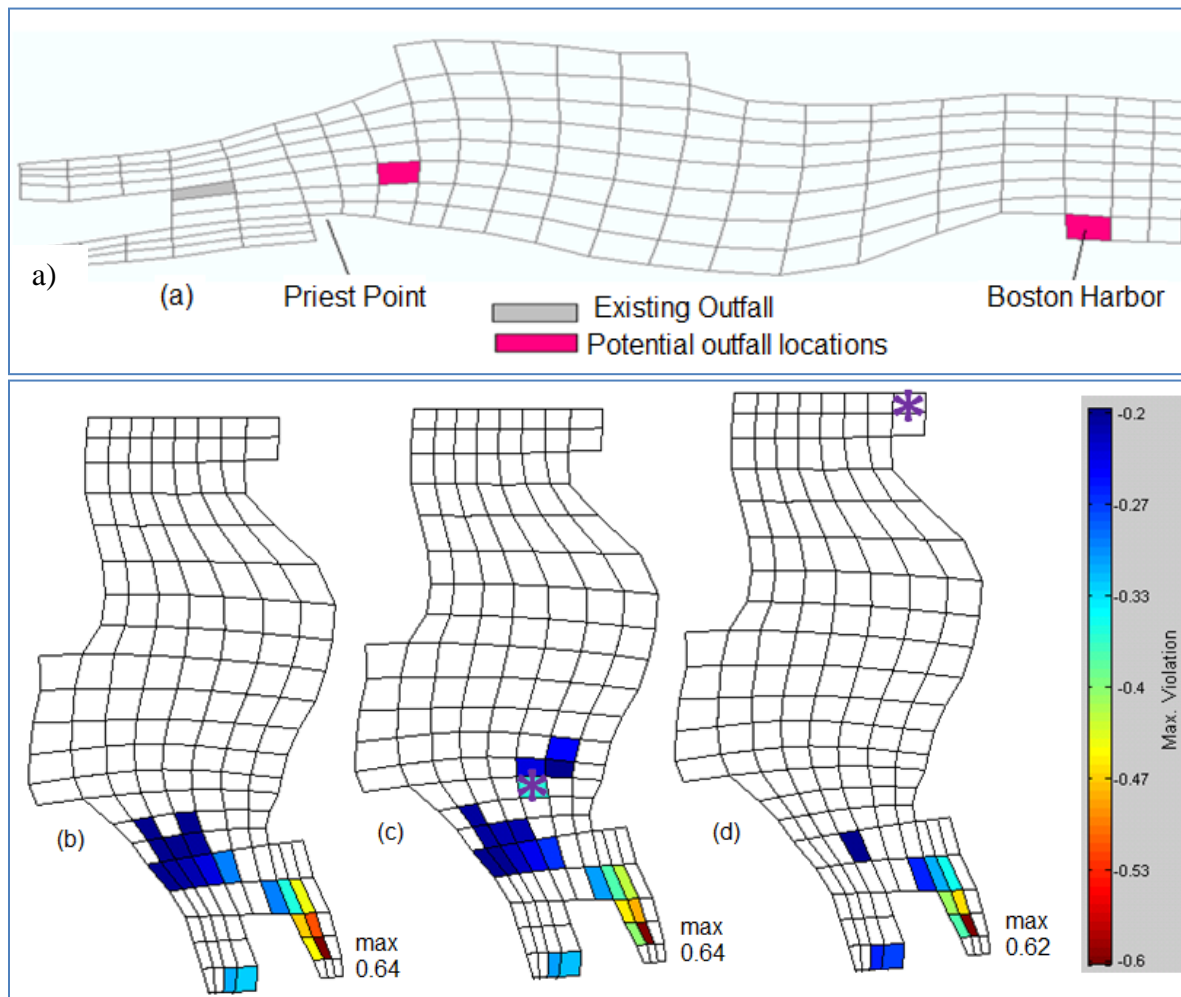 a)
(a)
Priest Point
Boston Harbor
Existing Outfall
Potential outfall locations
(b)
max
0.64
(c)
max
0.64
(d)
max
0.62
-0.2
-0.27
-0.33
-0.4
-0.47
-0.53
-0.6
Max. Violation